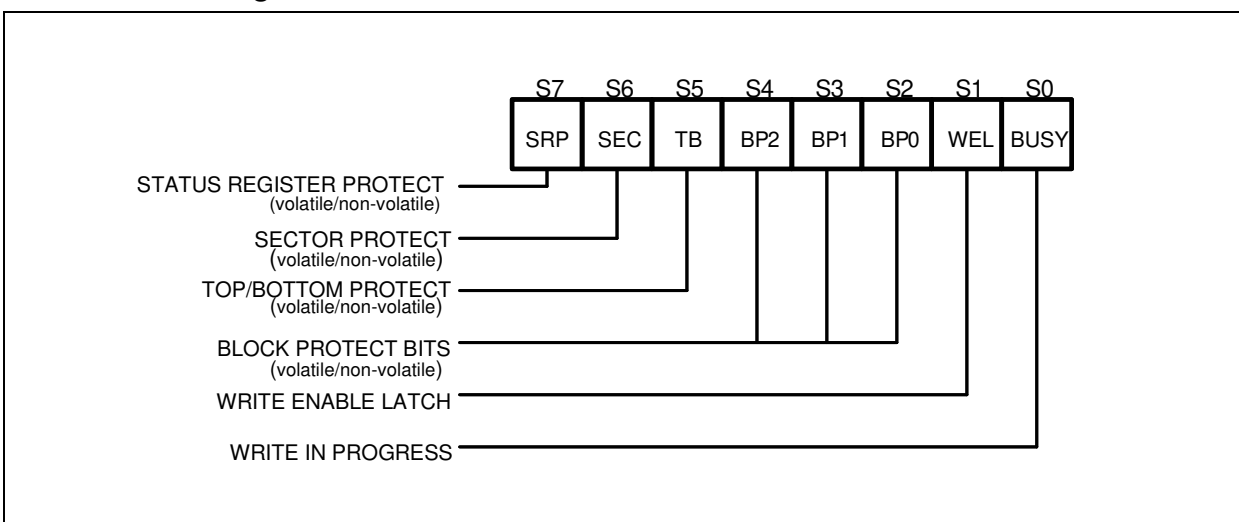 S7 S6 S5 S4 S3 S2 S1 S0
SRP SEC TB BP2 BP1 BP0 WEL BUSY
STATUS REGISTER PROTECT
(volatile/non-volatile)
SECTOR PROTECT
(volatile/non-volatile)
TOP/BOTTOM PROTECT
(volatile/non-volatile)
BLOCK PROTECT BITS
(volatile/non-volatile)
WRITE ENABLE LATCH
WRITE IN PROGRESS